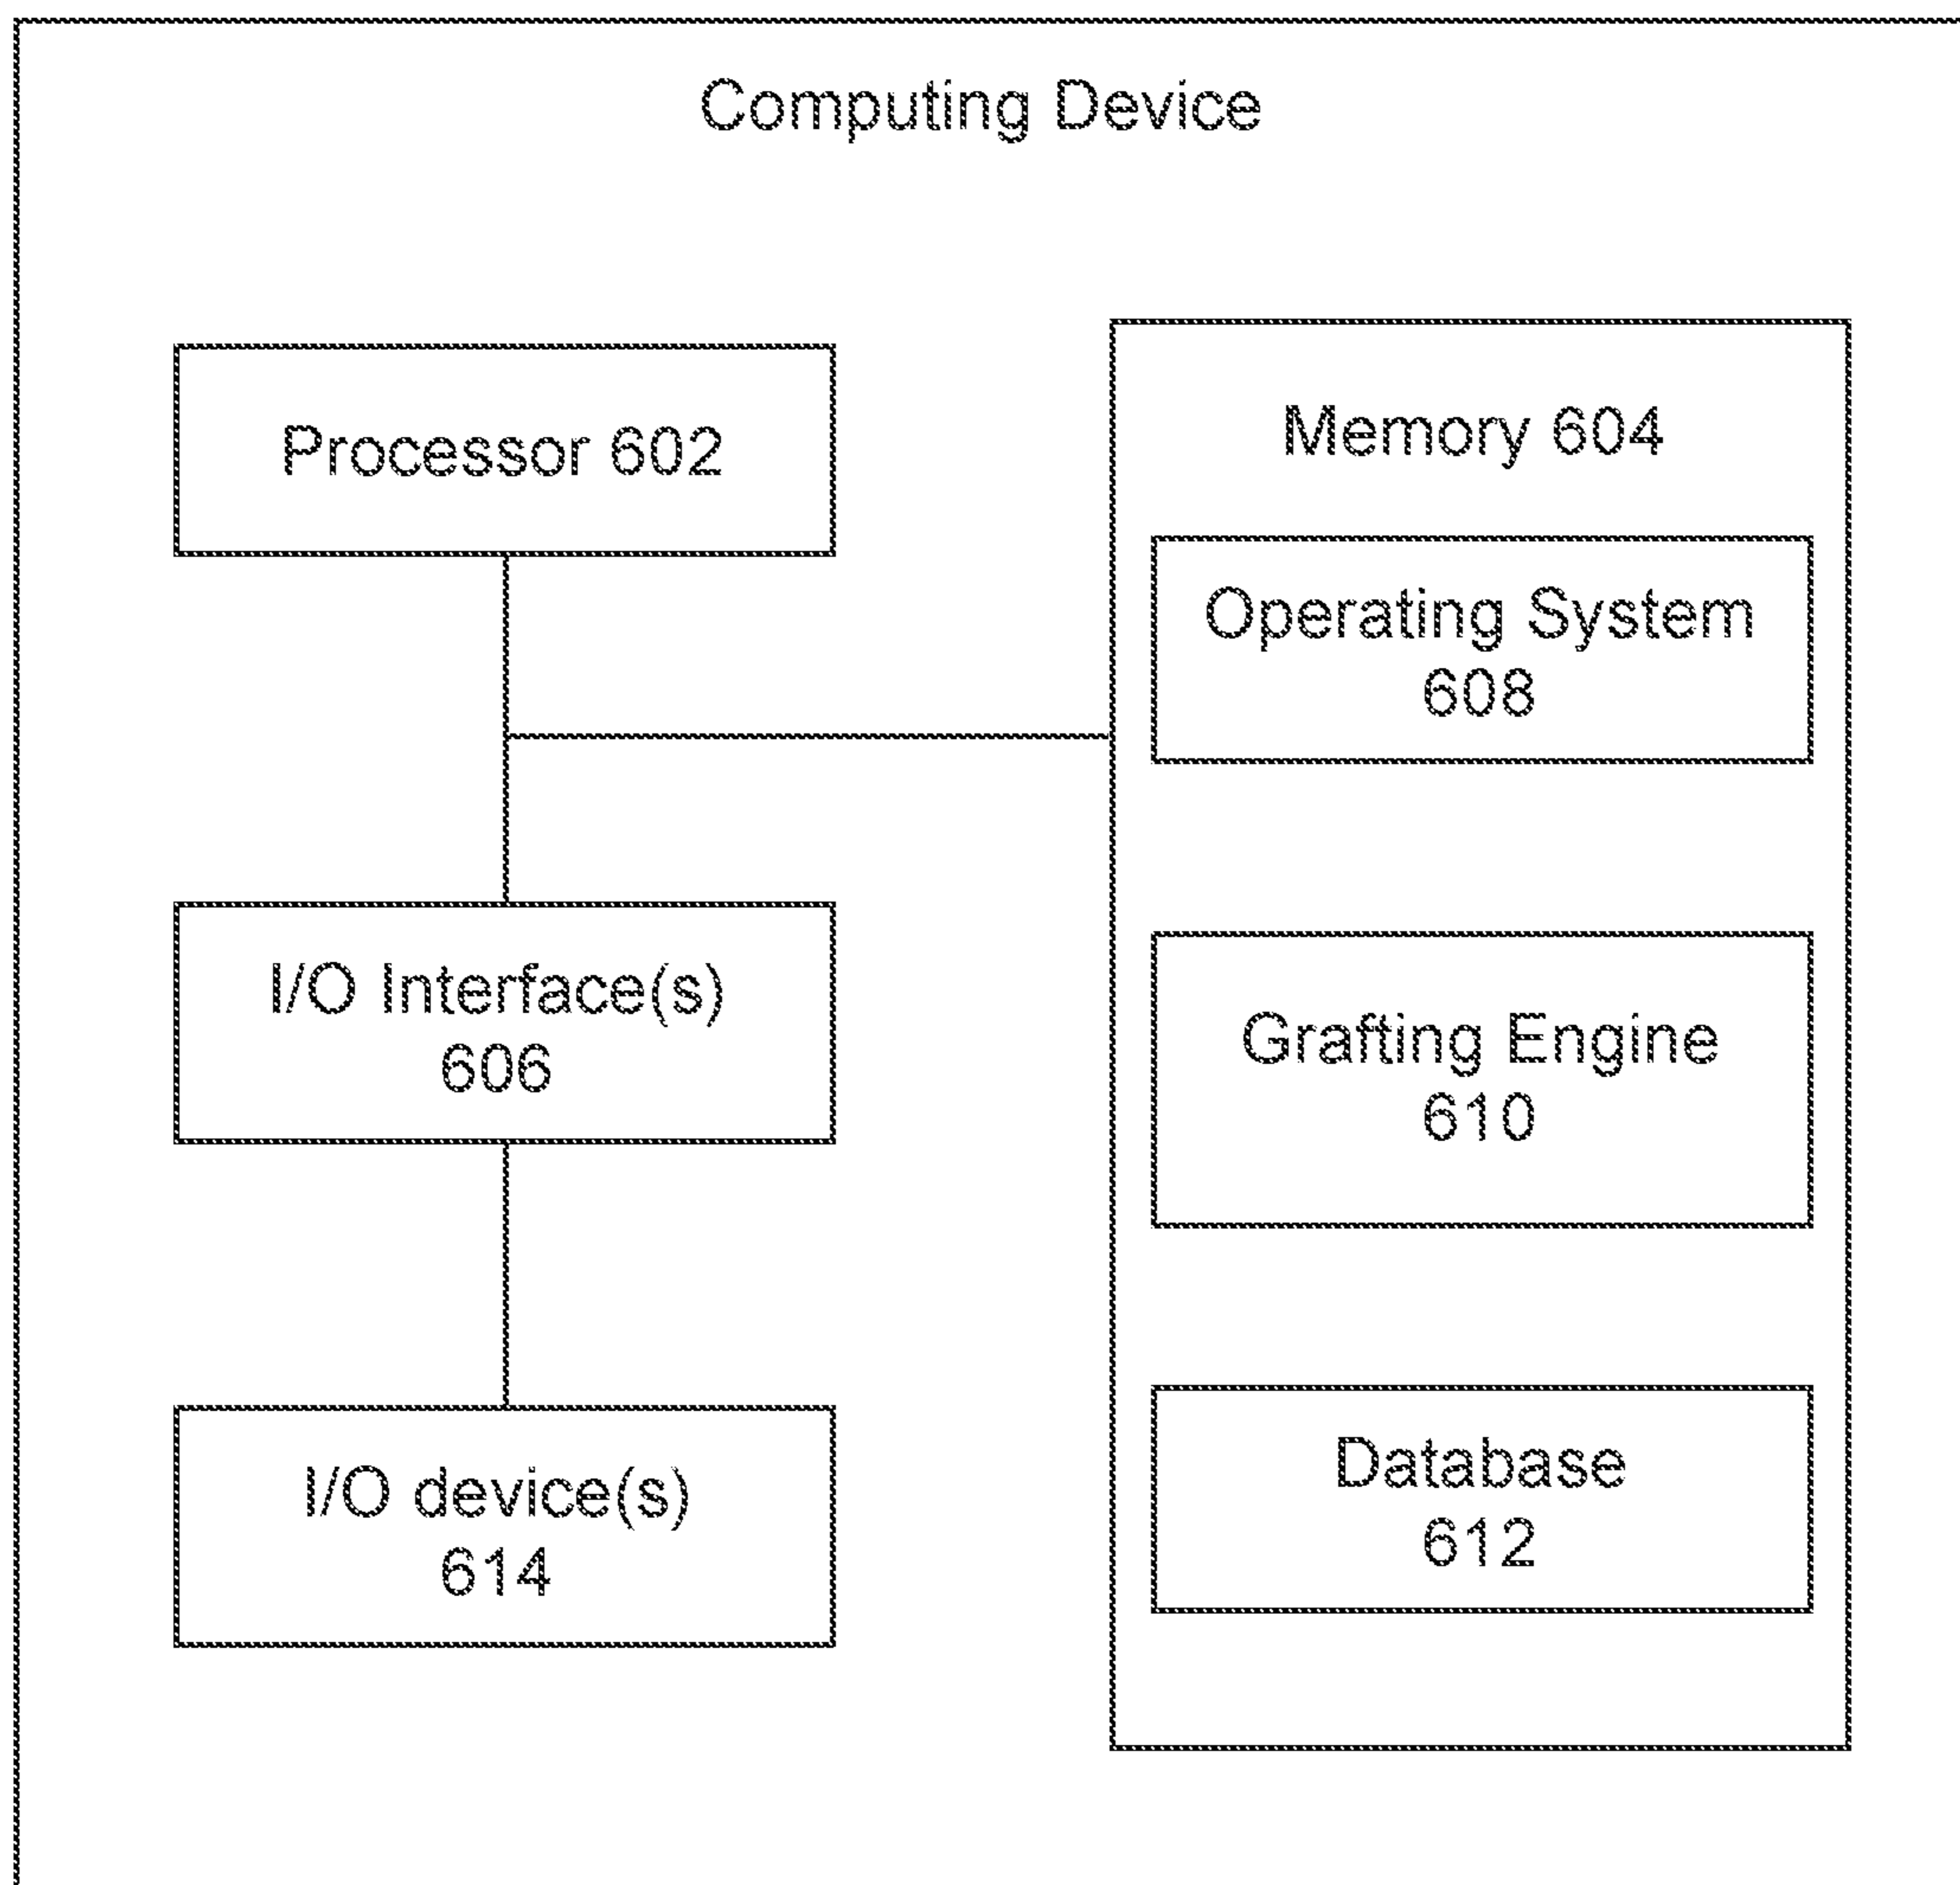 Computing Device
Processor 602
Memory 604
Operating System
608
I/O Interface(s)
606
Grafting Engine
610
I/O device(s)
614
Database
612